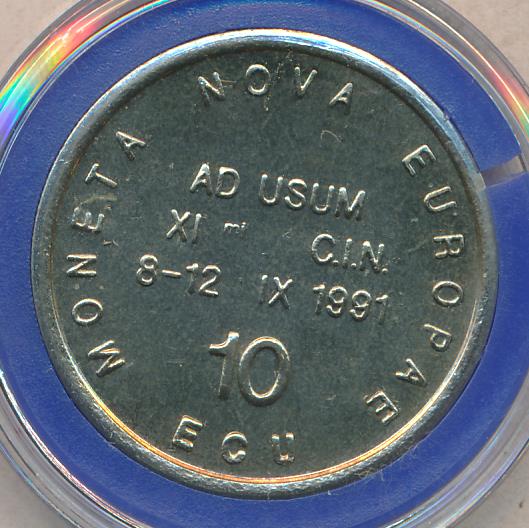 MONETA NOVA EUROPAE
AD USUM
XI mi C.I.N.
8-12 IX 1991
10
ECU